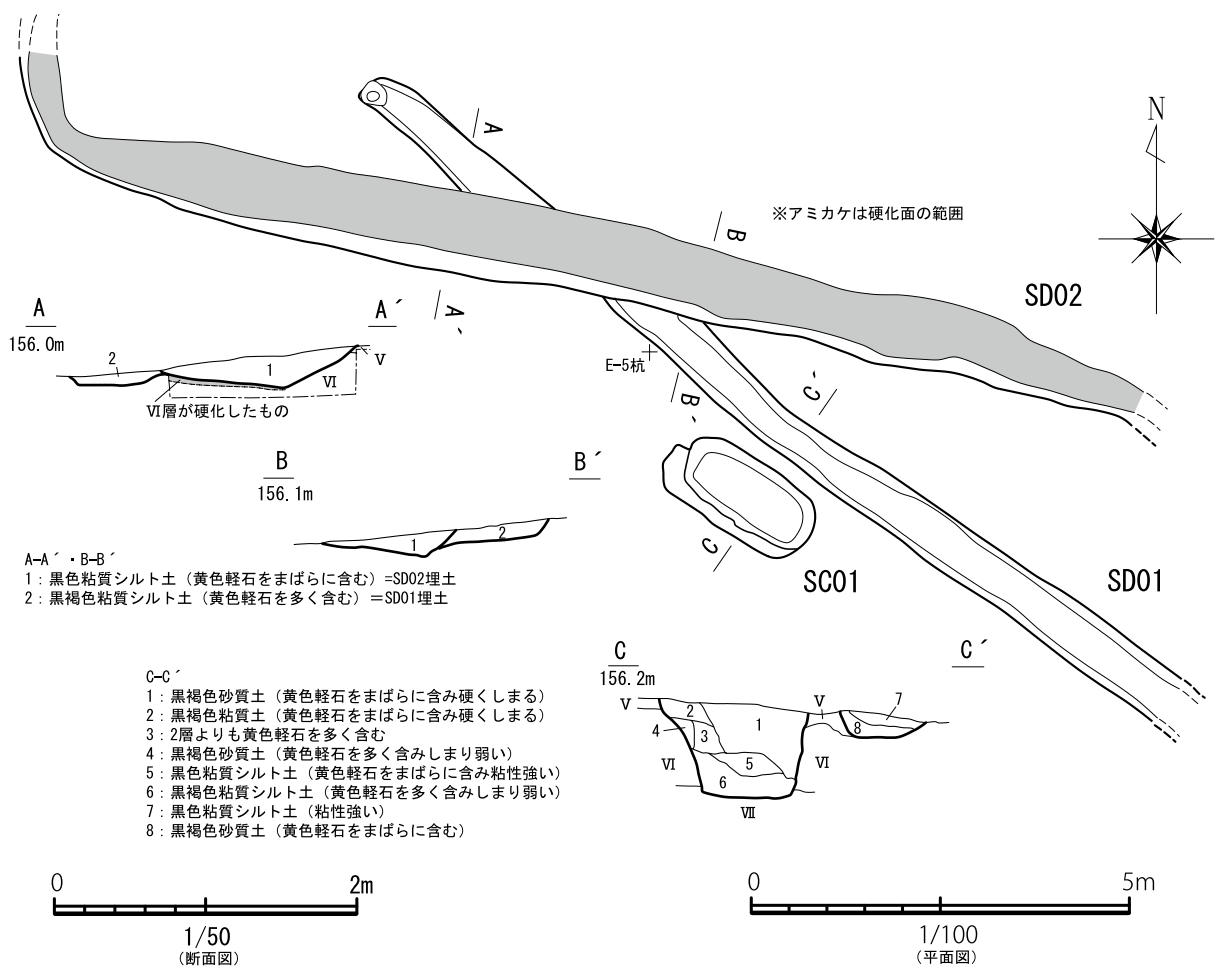 N
A
B
※アミカケは硬化面の範囲
SD02
A´
E-5杭
B´
C´
C
SC01
SD01
A
156.0m
A´
2
1
V
Ⅵ
Ⅵ層が硬化したもの
B
156.1m
B´
1
2
A-A´・B-B´
1：黒色粘質シルト土（黄色軽石をまばらに含む）=SD02埋土
2：黒褐色粘質シルト土（黄色軽石を多く含む）＝SD01埋土
C
156.2m
C´
V
2
1
V
7
4
3
8
Ⅵ
5
Ⅵ
6
Ⅶ
C-C´
1：黒褐色砂質土（黄色軽石をまばらに含み硬くしまる）
2：黒褐色粘質土（黄色軽石をまばらに含み硬くしまる）
3：2層よりも黄色軽石を多く含む
4：黒褐色砂質土（黄色軽石を多く含みしまり弱い）
5：黒色粘質シルト土（黄色軽石をまばらに含み粘性強い）
6：黒褐色粘質シルト土（黄色軽石を多く含みしまり弱い）
7：黒色粘質シルト土（粘性強い）
8：黒褐色砂質土（黄色軽石をまばらに含む）
0 2m
1/50
（断面図）
0 5m
1/100
（平面図）